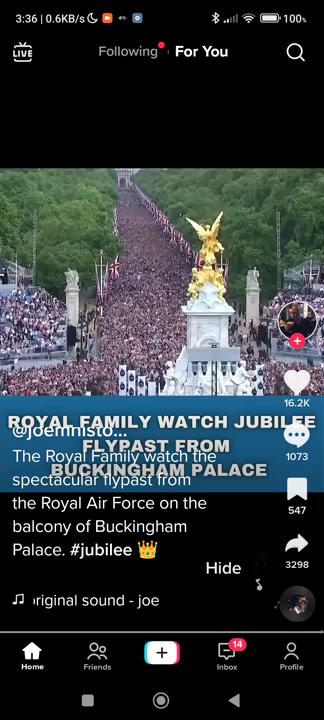 3:36 | 0.6KB/s
100%
LIVE
Following
For You
16.2K
ROYAL FAMILY WATCH JUBILEE
FLYPAST FROM
BUCKINGHAM PALACE
@joemnisto...
1073
The Royal Family watch the
spectacular flypast from
the Royal Air Force on the
balcony of Buckingham
Palace. #jubilee 👑
547
3298
Hide
original sound - joe
Home
Friends
14
Inbox
Profile